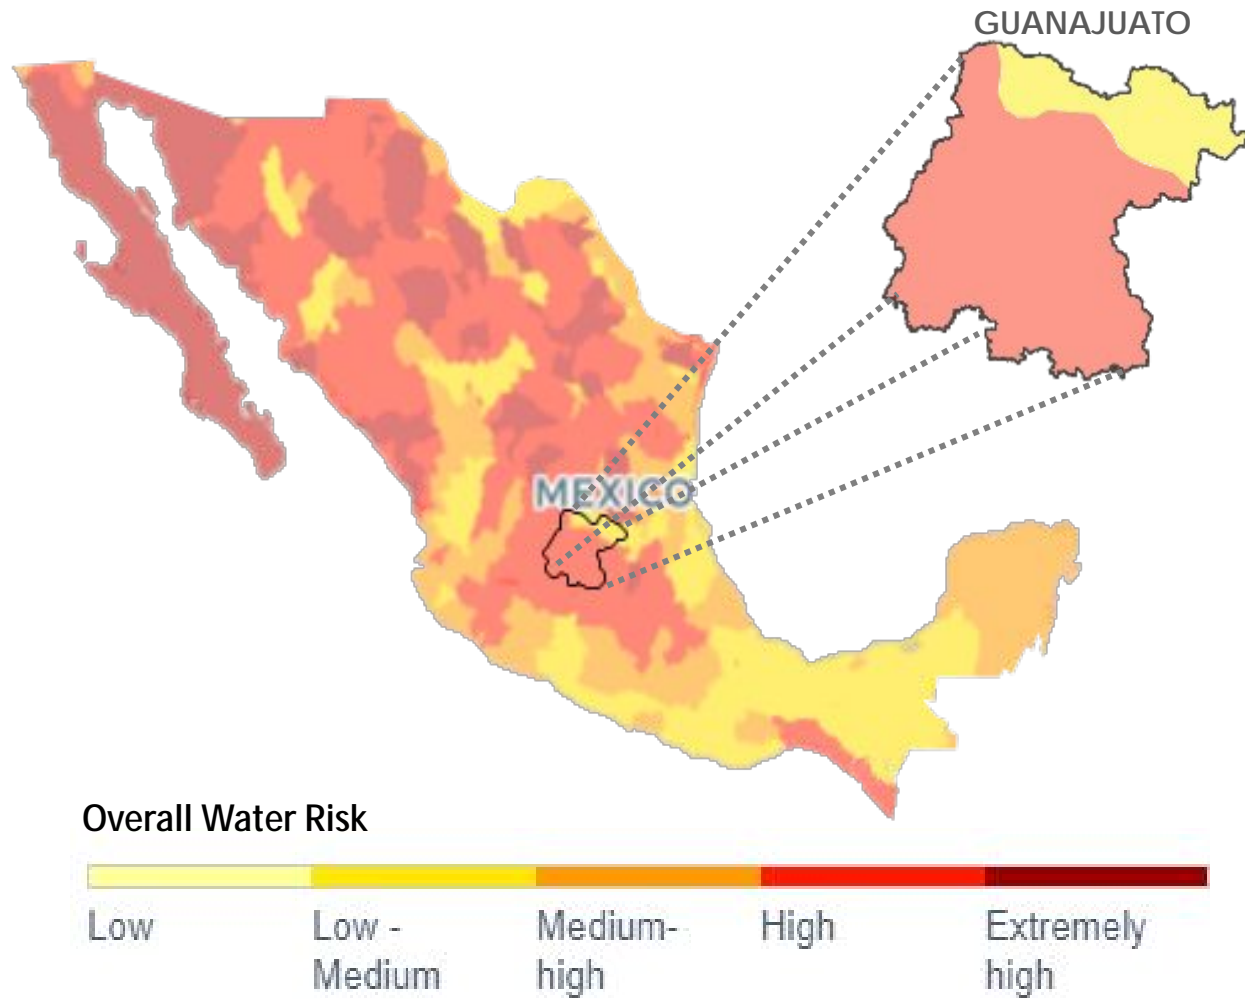 GUANAJUATO
MEXICO
Overall Water Risk
Low
Low -
Medium
Medium-
high
High
Extremely
high